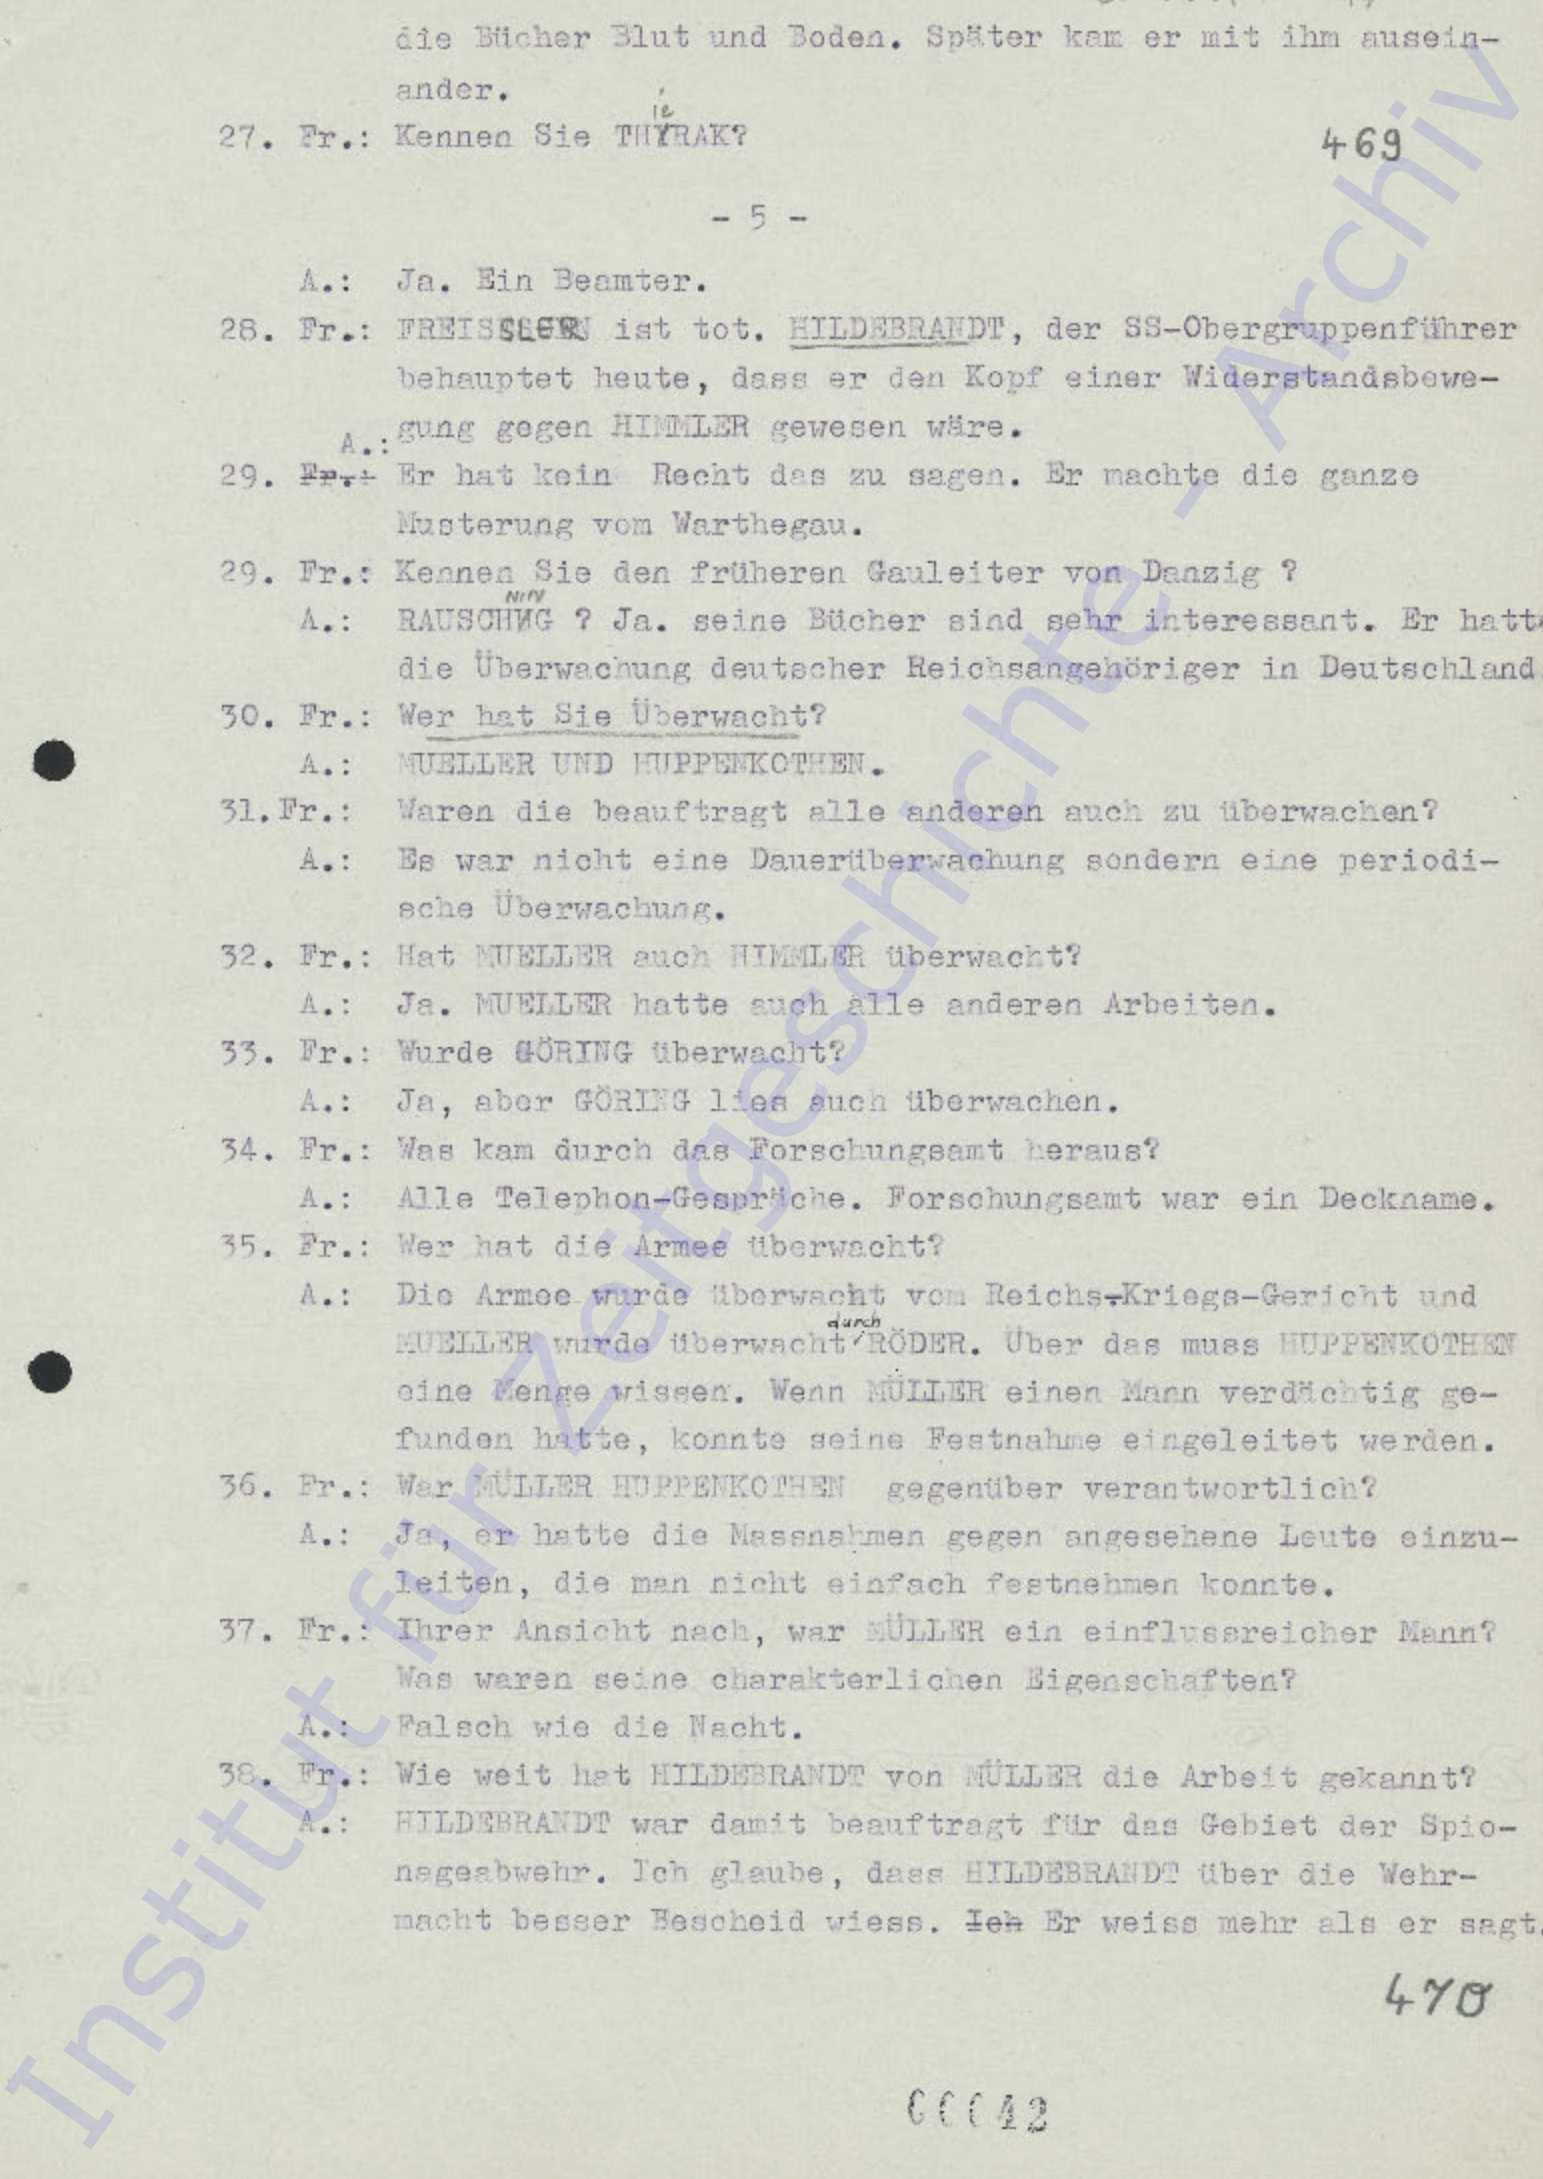 die Bücher Blut und Boden. Später kam er mit ihm ausein-
ander.
ie
27. Fr.: Kennen Sie THYRAK?
469
- 5 -
A.: Ja. Ein Beamter.
28. Fr.: FREISSLER ist tot. HILDEBRANDT, der SS-Obergruppenführer
behauptet heute, dass er den Kopf einer Widerstandsbewe-
gung gegen HIMMLER gewesen wäre.
A.:
29. Fr.: Er hat kein Recht das zu sagen. Er machte die ganze
Musterung vom Warthegau.
29. Fr.: Kennen Sie den früheren Gauleiter von Danzig ?
NIN
A.: RAUSCHNG ? Ja. seine Bücher sind sehr interessant. Er hatte
die Überwachung deutscher Reichsangehöriger in Deutschland.
30. Fr.: Wer hat Sie Überwacht?
A.: MUELLER UND HUPPENKOTHEN.
31.Fr.: Waren die beauftragt alle anderen auch zu überwachen?
A.: Es war nicht eine Dauerüberwachung sondern eine periodi-
sche Überwachung.
32. Fr.: Hat MUELLER auch HIMMLER überwacht?
A.: Ja. MUELLER hatte auch alle anderen Arbeiten.
33. Fr.: Wurde GÖRING überwacht?
A.: Ja, aber GÖRING lies auch überwachen.
34. Fr.: Was kam durch das Forschungsamt heraus?
A.: Alle Telephon-Gespräche. Forschungsamt war ein Deckname.
35. Fr.: Wer hat die Armee überwacht?
A.: Die Armee wurde überwacht vom Reichs-Kriegs-Gericht und
durch
MUELLER wurde überwacht RÖDER. Über das muss HUPPENKOTHEN
eine Menge wissen. Wenn MÜLLER einen Mann verdächtig ge-
funden hatte, konnte seine Festnahme eingeleitet werden.
36. Fr.: War MÜLLER HUPPENKOTHEN gegenüber verantwortlich?
A.: Ja, er hatte die Massnahmen gegen angesehene Leute einzu-
leiten, die man nicht einfach festnehmen konnte.
37. Fr.: Ihrer Ansicht nach, war MÜLLER ein einflussreicher Mann?
Was waren seine charakterlichen Eigenschaften?
A.: Falsch wie die Nacht.
38. Fr.: Wie weit hat HILDEBRANDT von MÜLLER die Arbeit gekannt?
A.: HILDEBRANDT war damit beauftragt für das Gebiet der Spio-
nageabwehr. Ich glaube, dass HILDEBRANDT über die Wehr-
macht besser Bescheid wiess. Ich Er weiss mehr als er sagt.
470
00042
Institut für Zeitgeschichte - Archiv